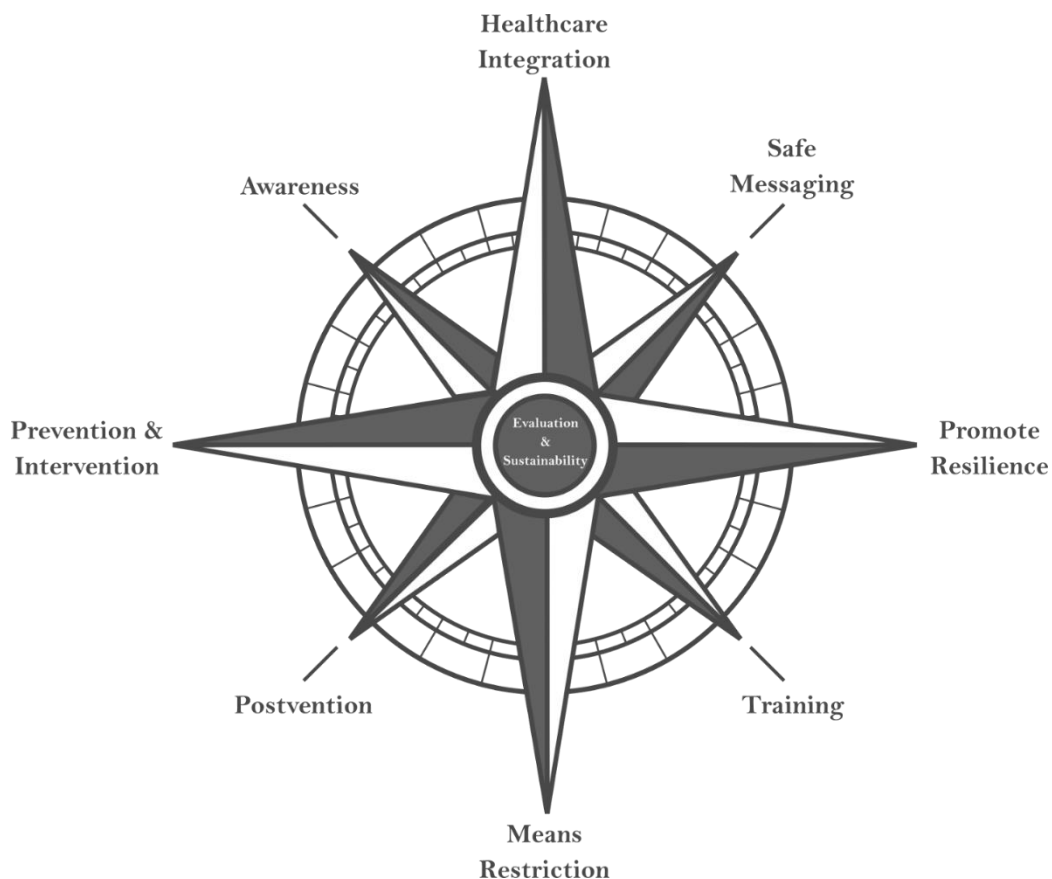 Healthcare
Integration
Safe
Messaging
Awareness
Prevention &
Intervention
Evaluation
&
Sustainability
Promote
Resilience
Postvention
Training
Means
Restriction